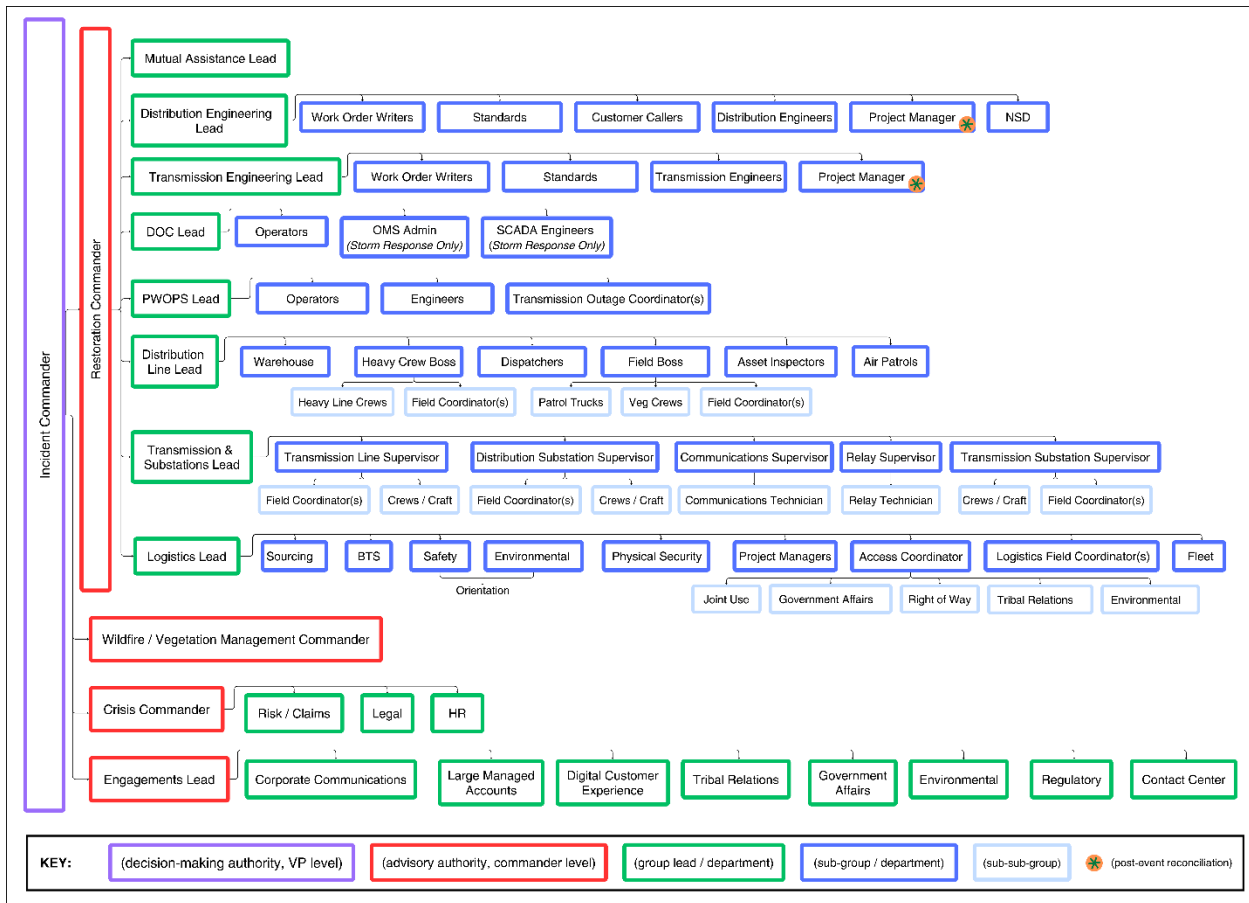 Incident Commander
Restoration Commander
Mutual Assistance Lead
Distribution Engineering
Lead
Work Order Writers
Standards
Customer Callers
Distribution Engineers
Project Manager
NSD
Transmission Engineering Lead
Work Order Writers
Standards
Transmission Engineers
Project Manager
DOC Lead
Operators
OMS Admin
(Storm Response Only)
SCADA Engineers
(Storm Response Only)
PWOPS Lead
Operators
Engineers
Transmission Outage Coordinator(s)
Distribution
Line Lead
Warehouse
Heavy Crew Boss
Dispatchers
Field Boss
Asset Inspectors
Air Patrols
Heavy Line Crews
Field Coordinator(s)
Patrol Trucks
Veg Crews
Field Coordinator(s)
Transmission &
Substations Lead
Transmission Line Supervisor
Distribution Substation Supervisor
Communications Supervisor
Relay Supervisor
Transmission Substation Supervisor
Field Coordinator(s)
Crews / Craft
Field Coordinator(s)
Crews / Craft
Communications Technician
Relay Technician
Crews / Craft
Field Coordinator(s)
Logistics Lead
Sourcing
BTS
Safety
Environmental
Physical Security
Project Managers
Access Coordinator
Logistics Field Coordinator(s)
Fleet
Orientation
Joint Use
Government Affairs
Right of Way
Tribal Relations
Environmental
Wildfire / Vegetation Management Commander
Crisis Commander
Risk / Claims
Legal
HR
Engagements Lead
Corporate Communications
Large Managed
Accounts
Digital Customer
Experience
Tribal Relations
Government
Affairs
Environmental
Regulatory
Contact Center
KEY:
(decision-making authority, VP level)
(advisory authority, commander level)
(group lead / department)
(sub-group / department)
(sub-sub-group)
(post-event reconciliation)